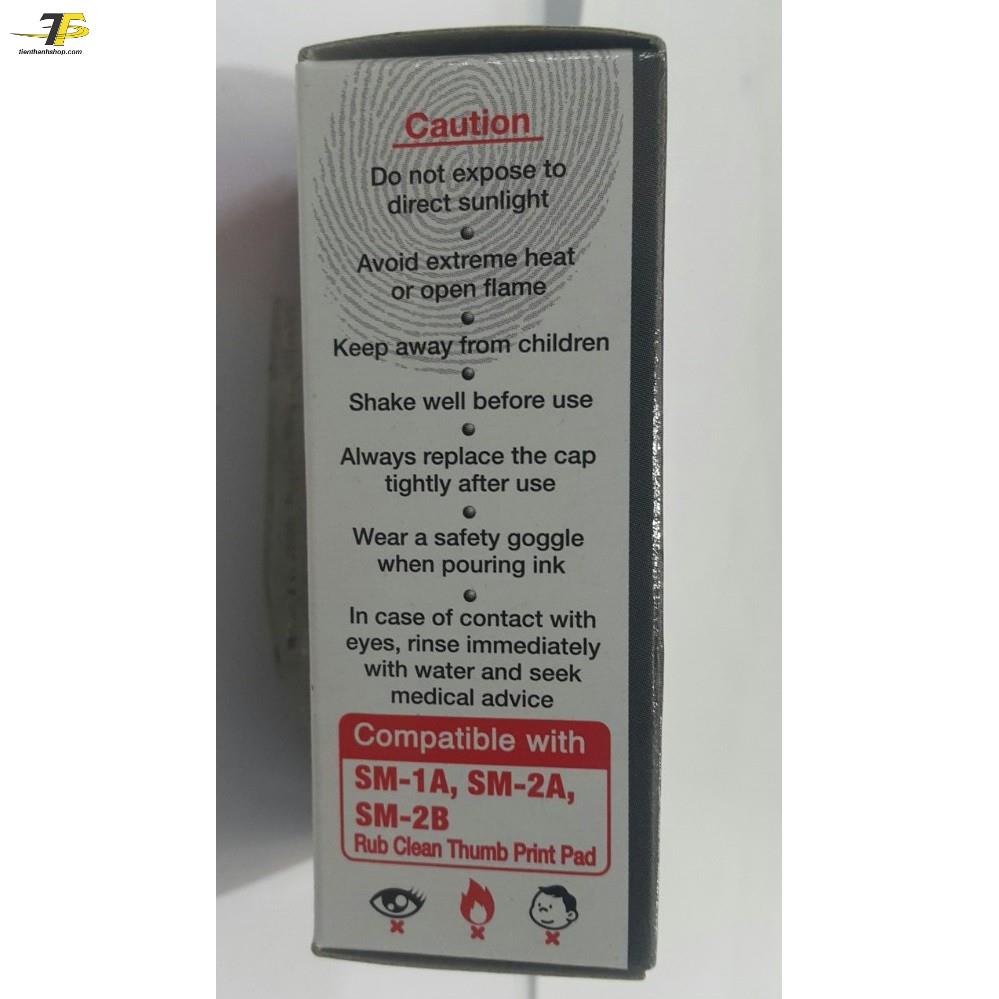 TF
tienthanhshop.com
Caution
Do not expose to
direct sunlight
Avoid extreme heat
or open flame
Keep away from children
Shake well before use
Always replace the cap
tightly after use
Wear a safety goggle
when pouring ink
In case of contact with
eyes, rinse immediately
with water and seek
medical advice
Compatible with
SM-1A, SM-2A,
SM-2B
Rub Clean Thumb Print Pad